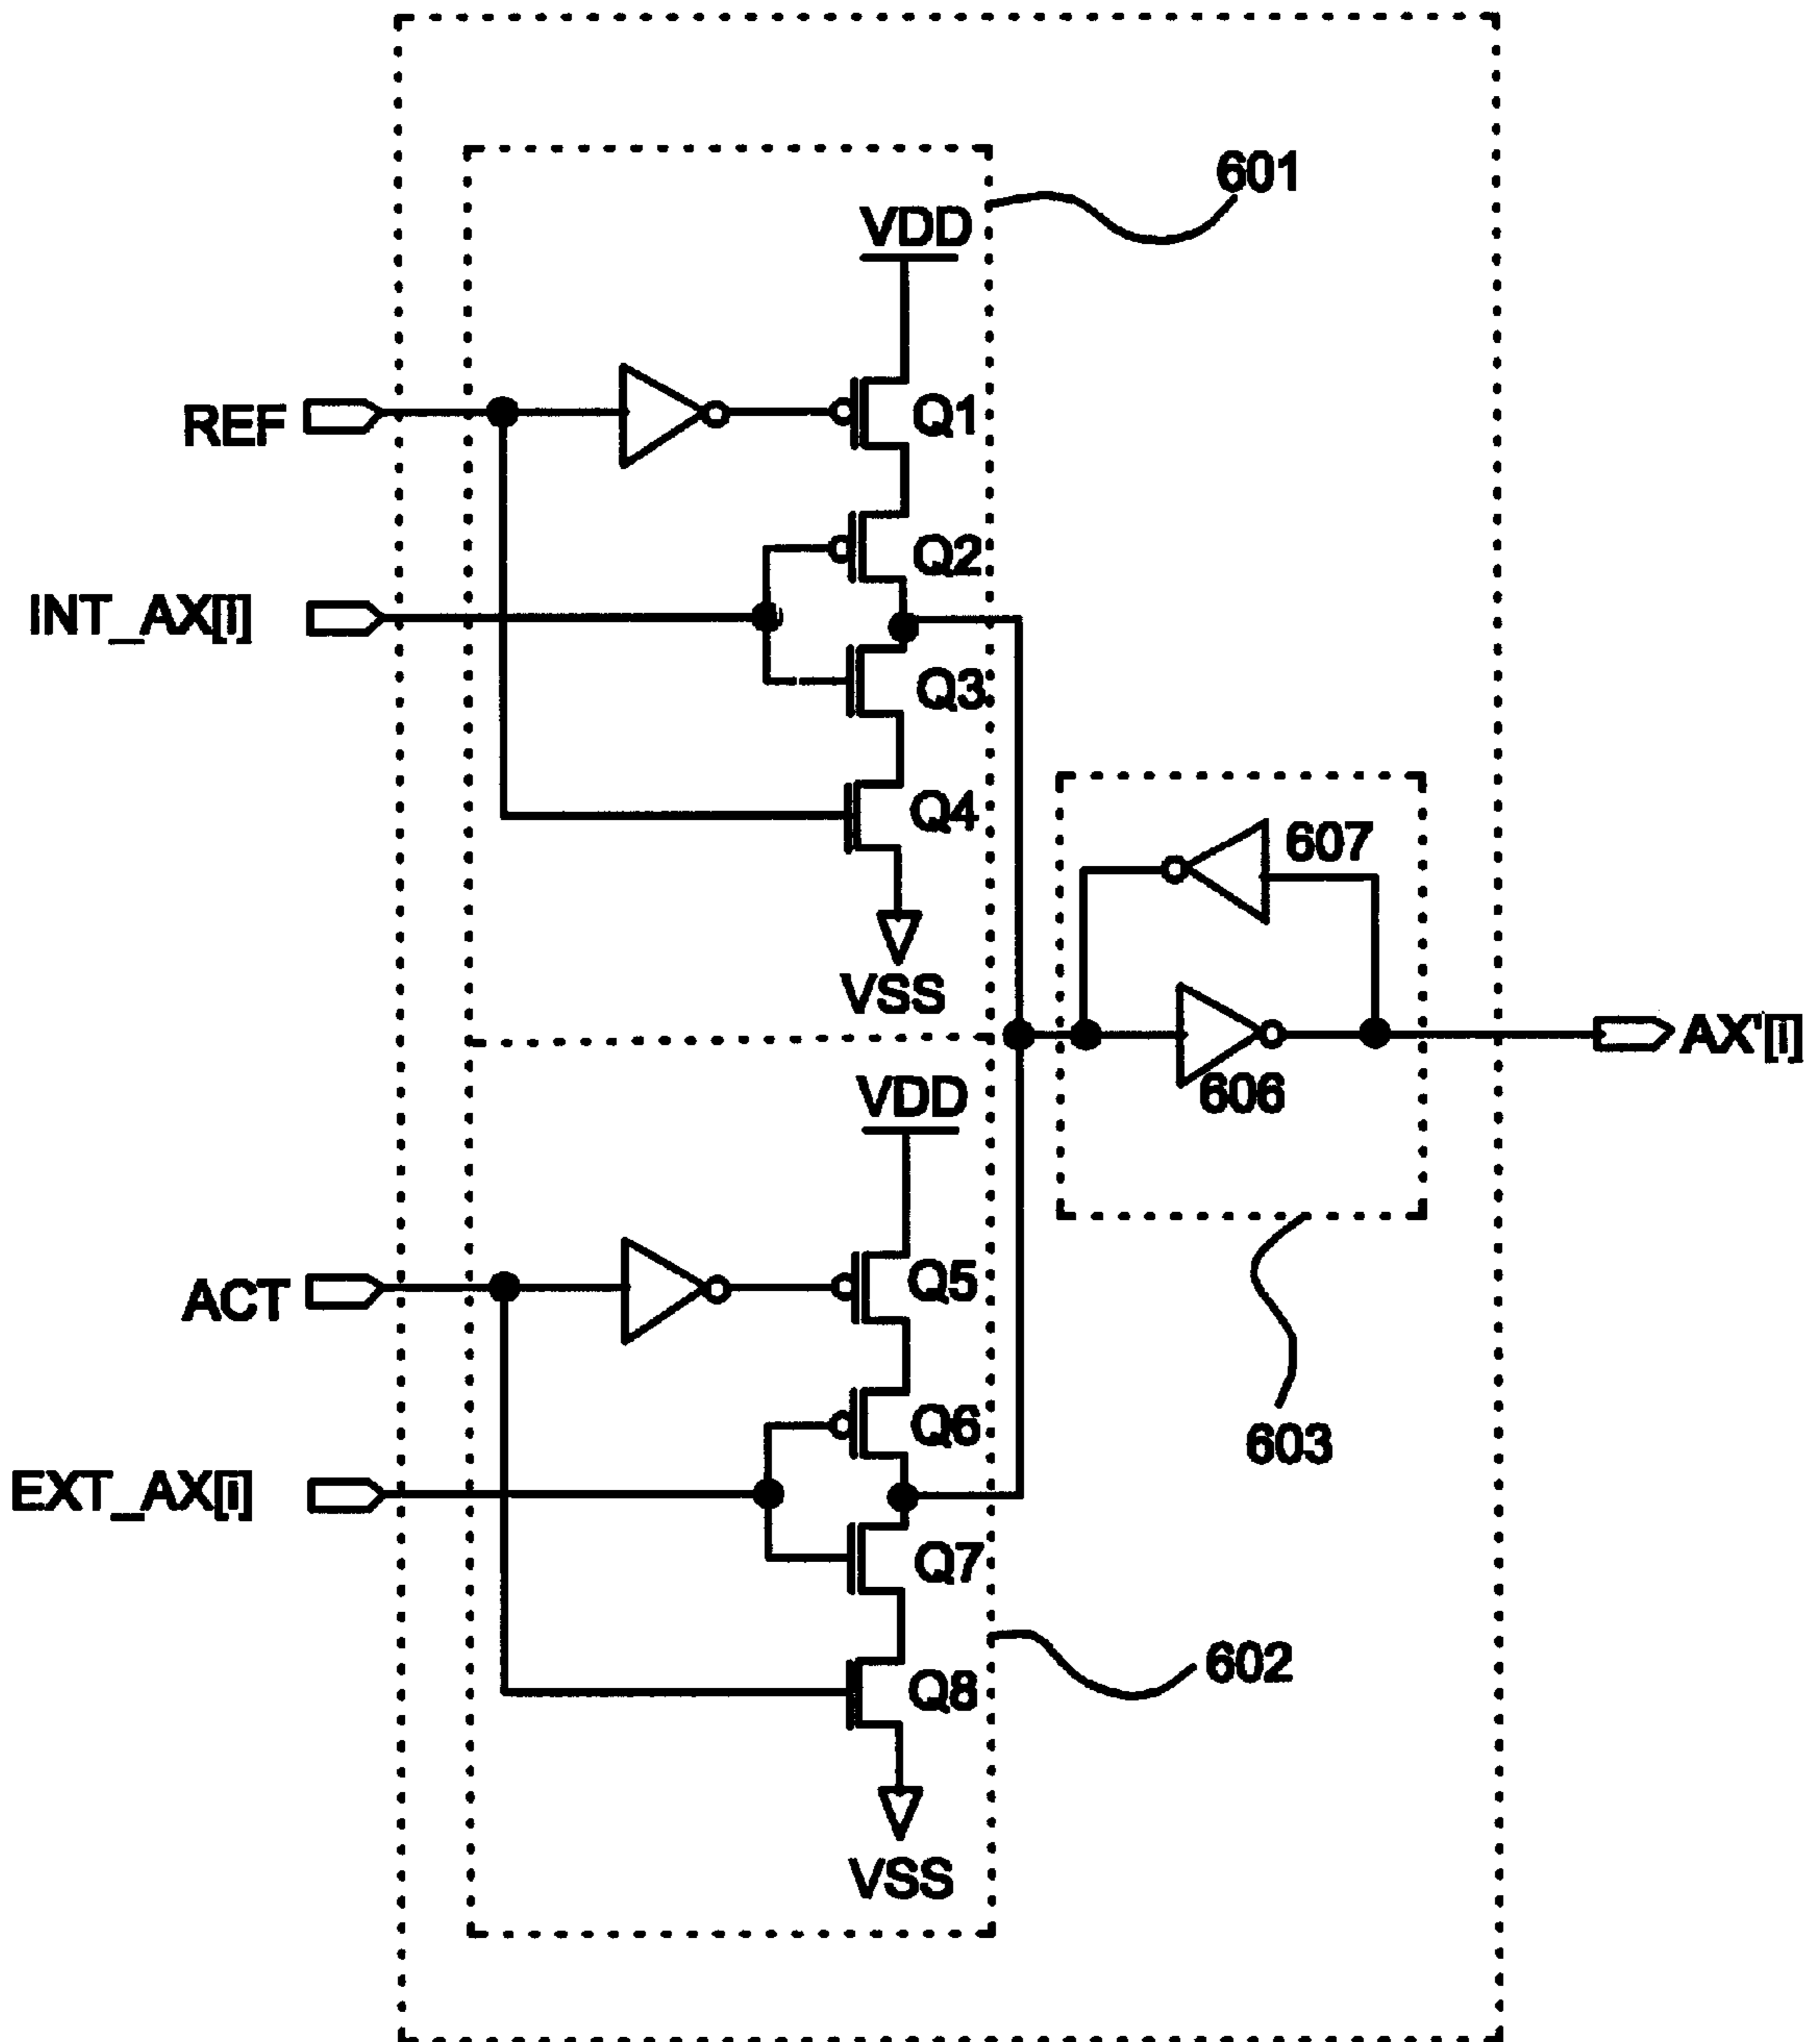 601
VDD
REF
Q1
Q2
INT_AX[i]
Q3
Q4
VSS
607
AX'[i]
606
VDD
ACT
Q5
Q6
603
EXT_AX[i]
Q7
602
Q8
VSS